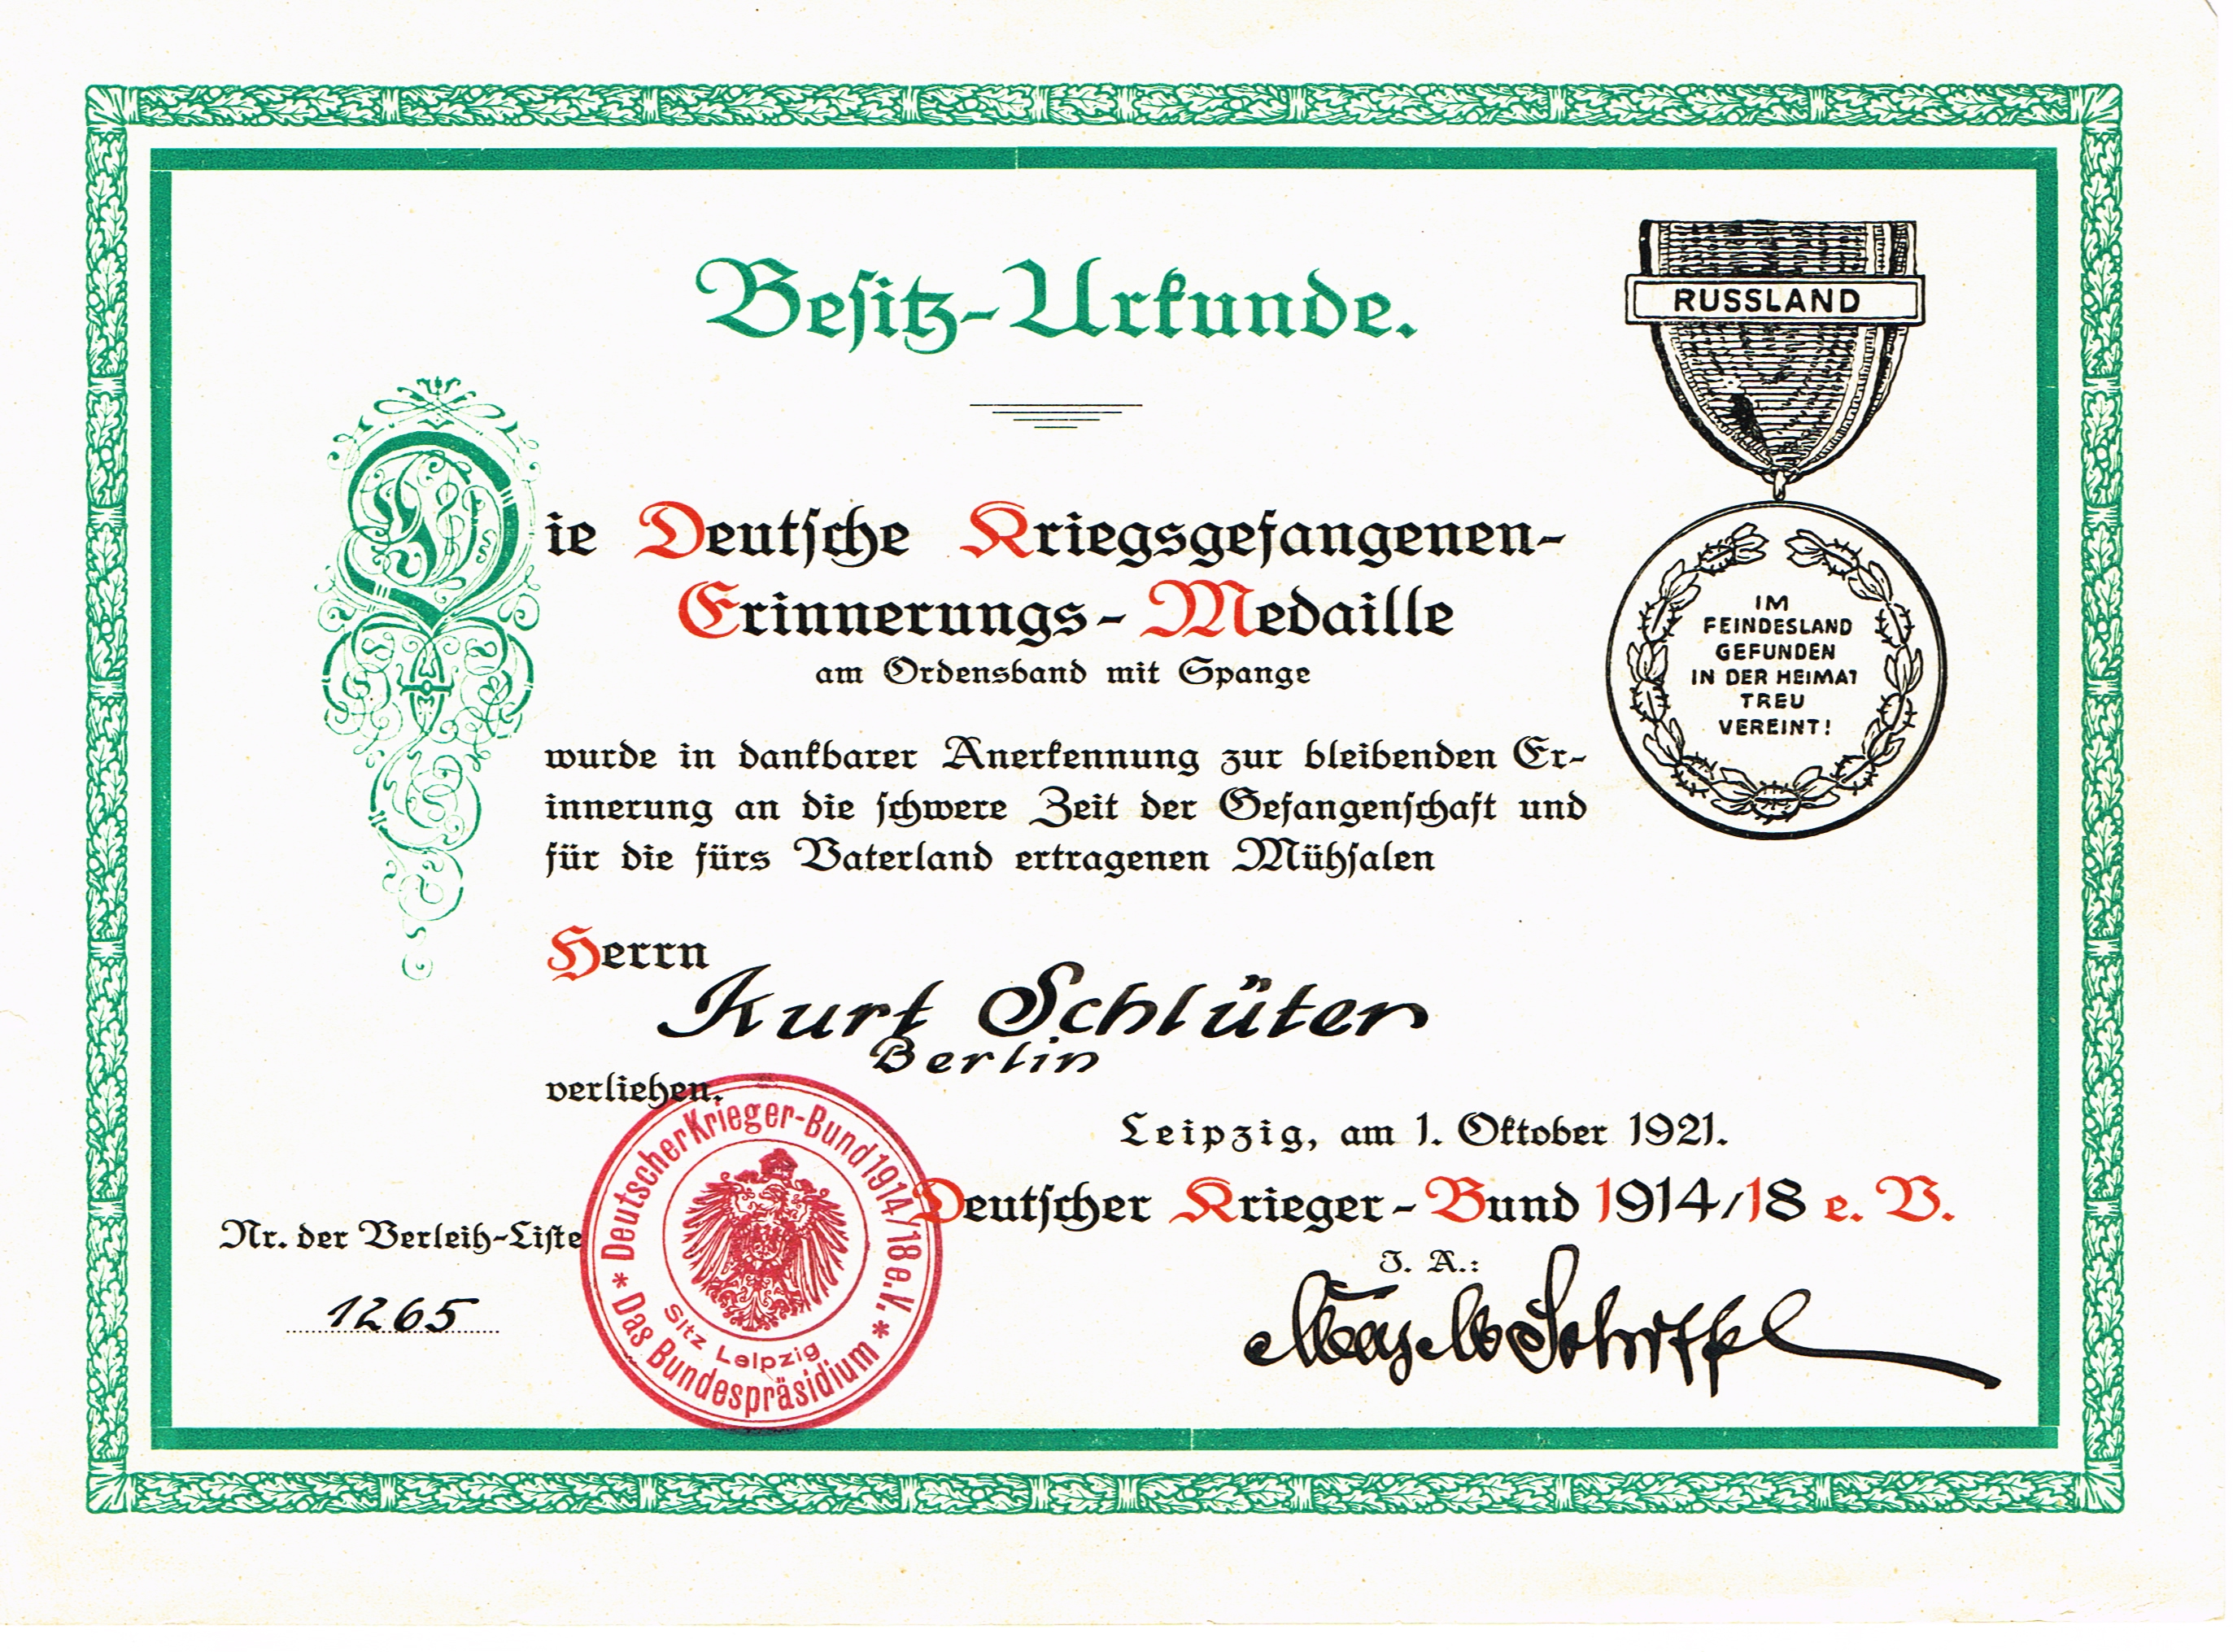 Besitz-Urkunde.
RUSSLAND
Die Deutsche Kriegsgefangenen-
Erinnerungs-Medaille
am Ordensband mit Spange
IM
FEINDESLAND
GEFUNDEN
IN DER HEIMAT
TREU
VEREINT!
wurde in dankbarer Anerkennung zur bleibenden Er-
innerung an die schwere Zeit der Gefangenschaft und
für die fürs Vaterland ertragenen Mühsalen
Herrn
Kurt Schlüter
Berlin
verliehen.
Leipzig, am 1. Oktober 1921.
Deutscher Krieger-Bund 1914/18 e. V.
I. A.:
Nr. der Verleih-Liste
1265
* Deutscher Krieger-Bund 1914/18 e.V. *
Sitz Leipzig
Das Bundespräsidium